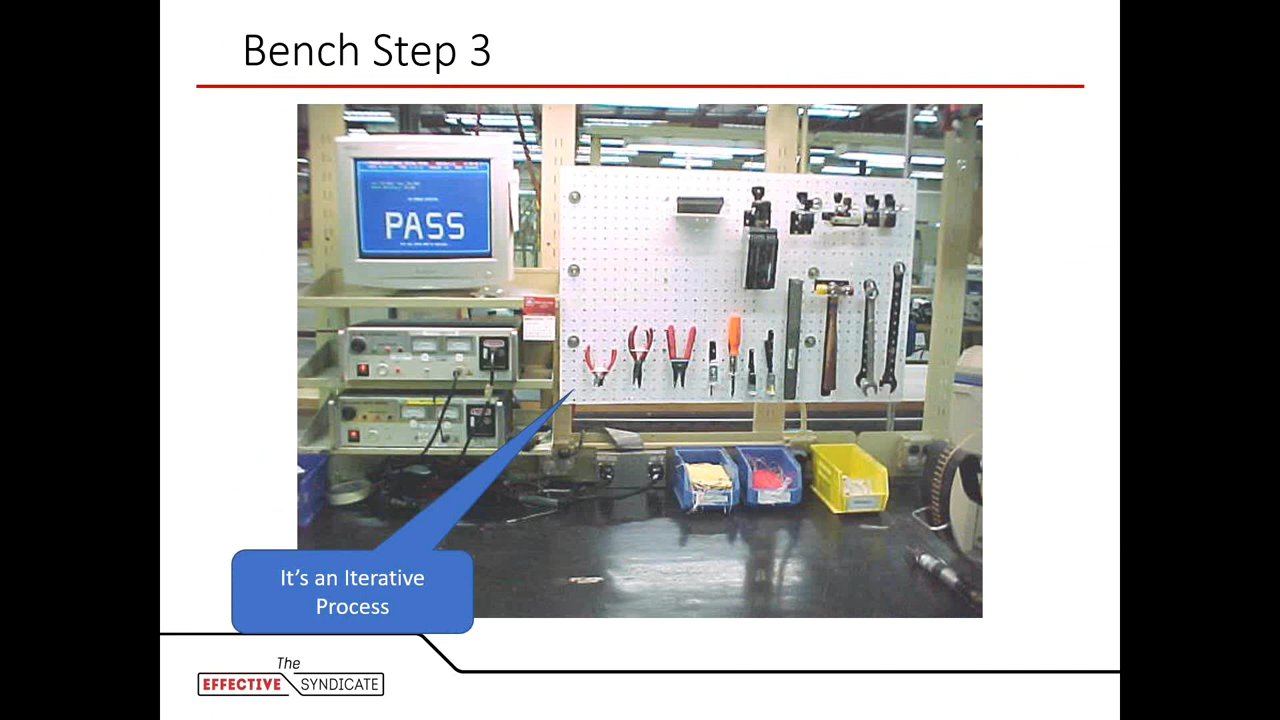 Bench Step 3
PASS
It's an Iterative
Process
The
EFFECTIVE SYNDICATE